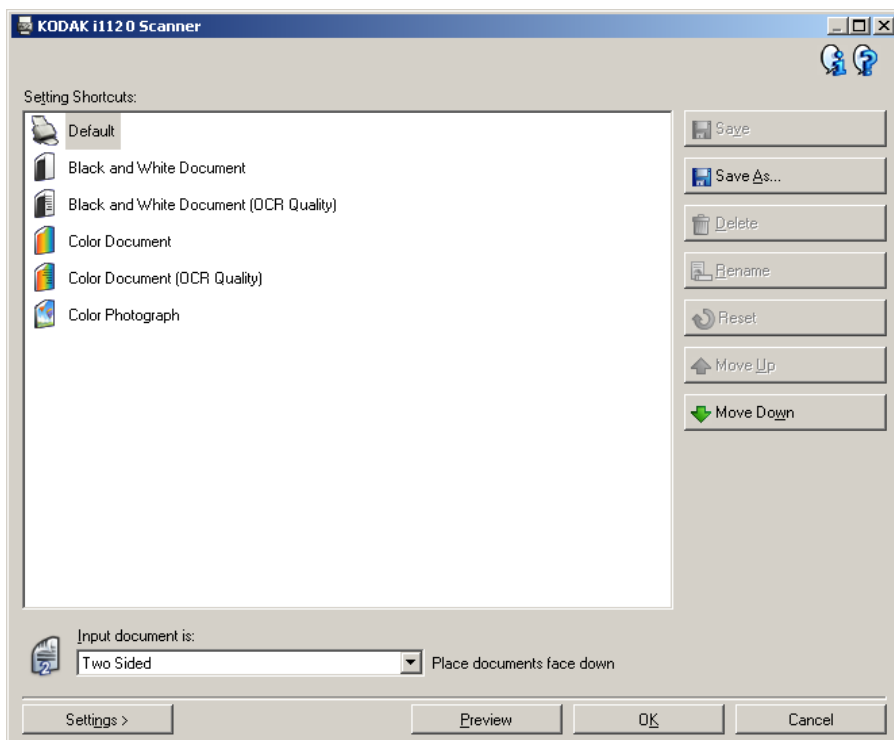 KODAK i1120 Scanner
Setting Shortcuts:
Default
Black and White Document
Black and White Document (OCR Quality)
Color Document
Color Document (OCR Quality)
Color Photograph
Save
Save As...
Delete
Rename
Reset
Move Up
Move Down
Input document is:
2
Two Sided
Place documents face down
Settings >
Preview
OK
Cancel